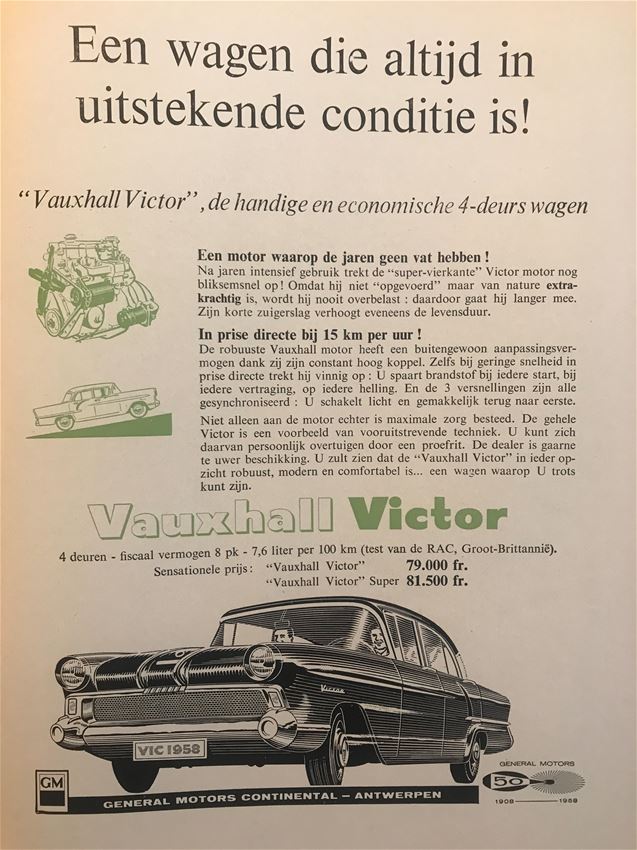 Een wagen die altijd in
uitstekende conditie is!
"Vauxhall Victor", de handige en economische 4-deurs wagen
Een motor waarop de jaren geen vat hebben !
Na jaren intensief gebruik trekt de "super-vierkante" Victor motor nog
bliksemsnel op ! Omdat hij niet "opgevoerd" maar van nature extra-
krachtig is, wordt hij nooit overbelast : daardoor gaat hij langer mee.
Zijn korte zuigerslag verhoogt eveneens de levensduur.
In prise directe bij 15 km per uur !
De robuuste Vauxhall motor heeft een buitengewoon aanpassingsver-
mogen dank zij zijn constant hoog koppel. Zelfs bij geringe snelheid in
prise directe trekt hij vinnig op : U spaart brandstof bij iedere start, bij
iedere vertraging, op iedere helling. En de 3 versnellingen zijn alle
gesynchroniseerd : U schakelt licht en gemakkelijk terug naar eerste.
Niet alleen aan de motor echter is maximale zorg besteed. De gehele
Victor is een voorbeeld van vooruitstrevende techniek. U kunt zich
daarvan persoonlijk overtuigen door een proefrit. De dealer is gaarne
te uwer beschikking. U zult zien dat de "Vauxhall Victor" in ieder op-
zicht robuust, modern en comfortabel is... een wagen waarop U trots
kunt zijn.
Vauxhall Victor
4 deuren - fiscaal vermogen 8 pk - 7,6 liter per 100 km (test van de RAC, Groot-Brittannië).
Sensationele prijs : "Vauxhall Victor" 79.000 fr.
"Vauxhall Victor" Super 81.500 fr.
Victor
VIC 1958
GM
GENERAL MOTORS CONTINENTAL – ANTWERPEN
GENERAL MOTORS
50
1908 — 1958